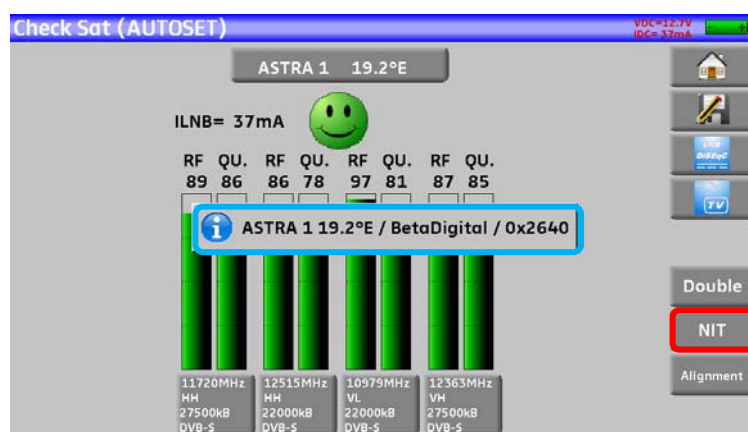 Check Sat (AUTOSET)
VDC=12.7V
IDC= 37mA
- +
ASTRA 1 19.2°E
ILNB= 37mA
RF QU. RF QU. RF QU. RF QU.
89 86 86 78 97 81 87 85
ASTRA 1 19.2ºE / BetaDigital / 0x2640
LNB
DiSEqC
TV
Double
NIT
Alignment
11720MHz 12515MHz 10979MHz 12363MHz
HH HH VL VH
27500kB 22000kB 22000kB 27500kB
DVB-S DVB-S DVB-S DVB-S